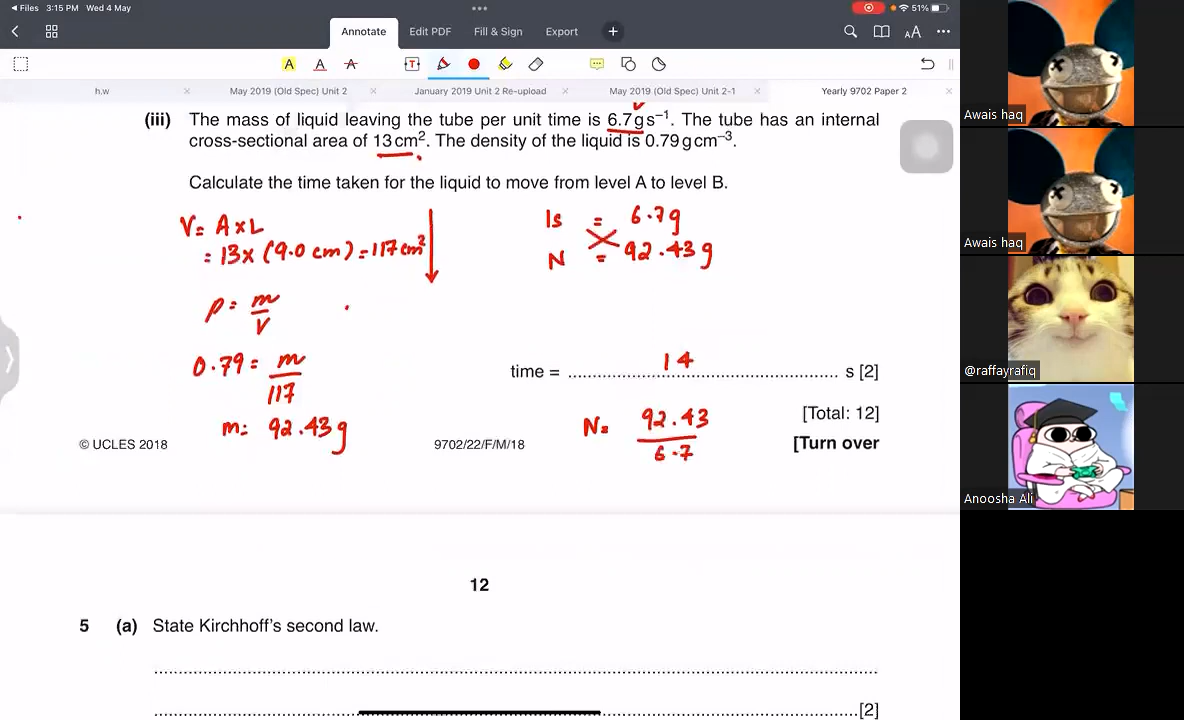 Files 3:15 PM Wed 4 May
51%
Annotate Edit PDF Fill & Sign Export +
h.w May 2019 (Old Spec) Unit 2 January 2019 Unit 2 Re-upload May 2019 (Old Spec) Unit 2-1 Yearly 9702 Paper 2
(iii) The mass of liquid leaving the tube per unit time is 6.7 g s⁻¹. The tube has an internal
cross-sectional area of 13 cm². The density of the liquid is 0.79 g cm⁻³.
Calculate the time taken for the liquid to move from level A to level B.
V= A x L
= 13 x (9.0 cm) = 117 cm³
ρ = m/V
0.79 = m/117
m= 92.43 g
1s = 6.7 g
N = 92.43 g
time = 14 s [2]
N= 92.43/6.7
[Total: 12]
© UCLES 2018 9702/22/F/M/18 [Turn over
12
5 (a) State Kirchhoff's second law.
[2]
Awais haq
Awais haq
@raffayrafiq
Anoosha Ali